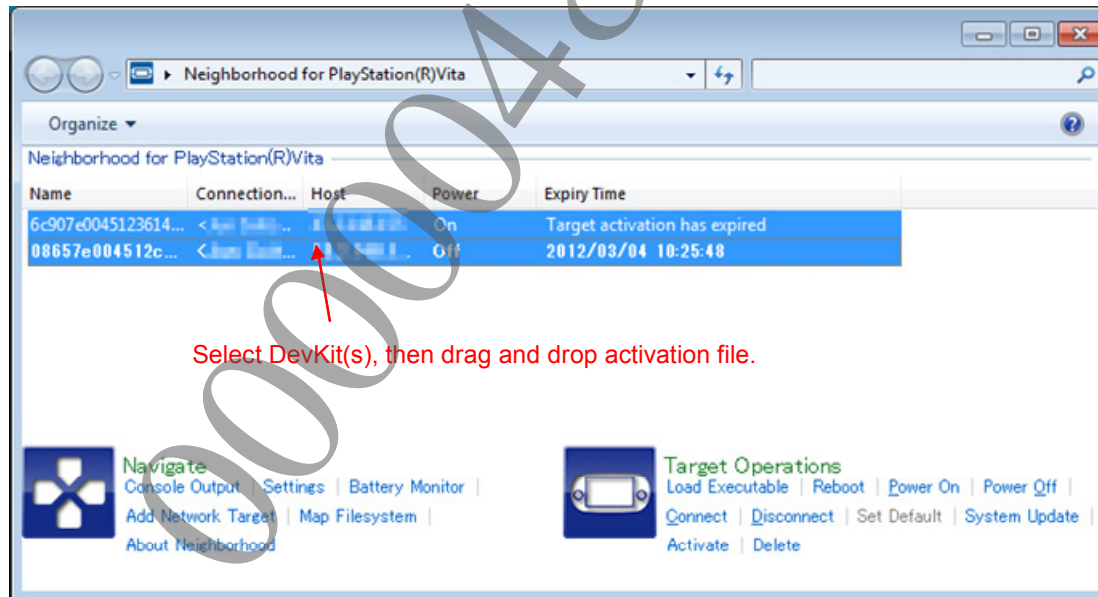 Neighborhood for PlayStation(R)Vita
Organize
Neighborhood for PlayStation(R)Vita
Name Connection... Host Power Expiry Time
6c907e0045123614... < .. On Target activation has expired
08657e004512c... < ... . Off 2012/03/04 10:25:48
Select DevKit(s), then drag and drop activation file.
Navigate
Console Output | Settings | Battery Monitor |
Add Network Target | Map Filesystem |
About Neighborhood
Target Operations
Load Executable | Reboot | Power On | Power Off |
Connect | Disconnect | Set Default | System Update |
Activate | Delete